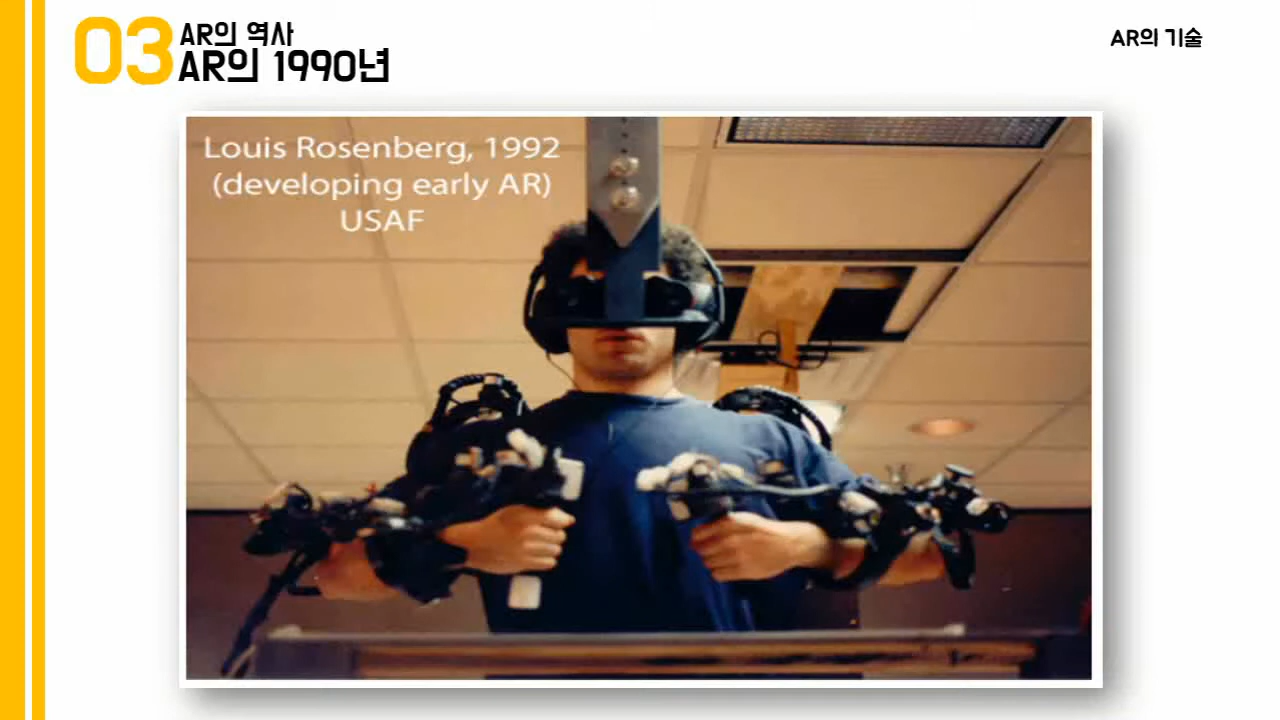 03
AR의 역사
AR의 1990년
AR의 기술
Louis Rosenberg, 1992
(developing early AR)
USAF